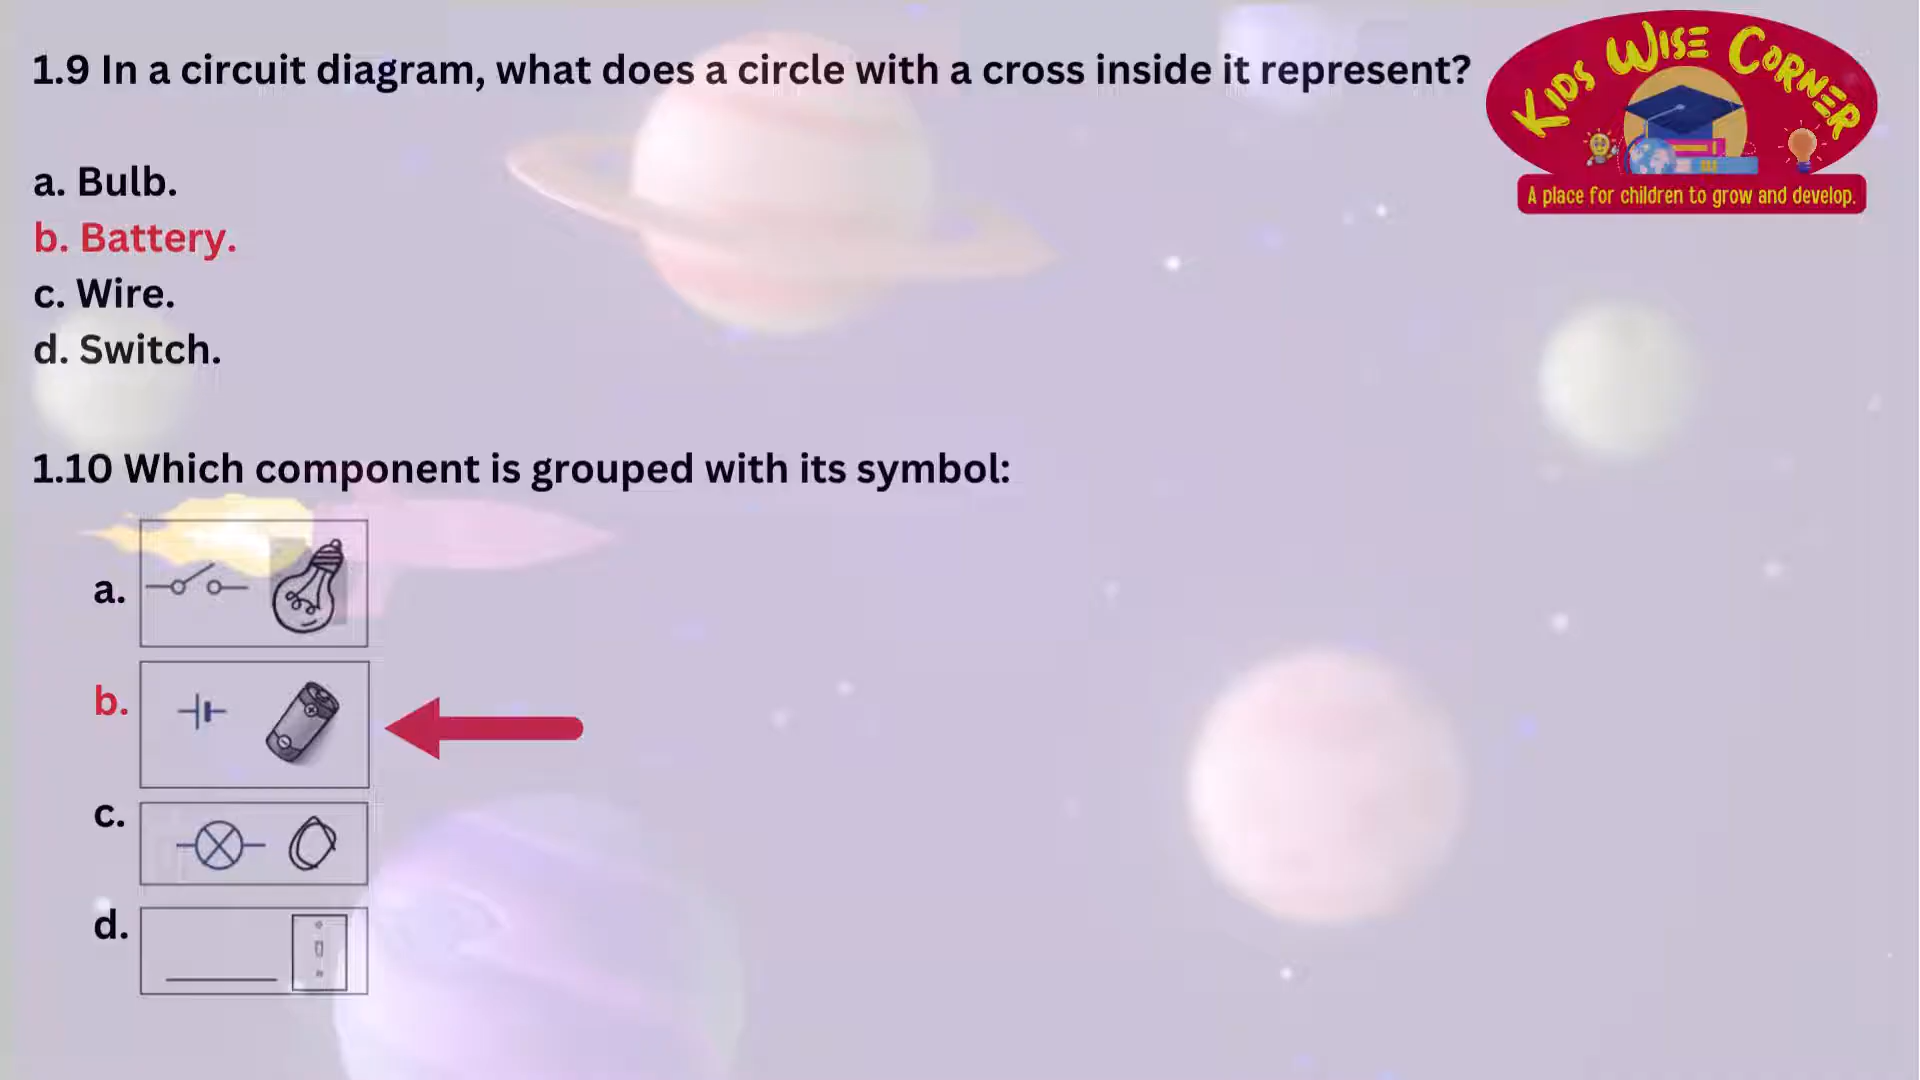 1.9 In a circuit diagram, what does a circle with a cross inside it represent?
KIDS WISE CORNER
A place for children to grow and develop.
a. Bulb.
b. Battery.
c. Wire.
d. Switch.
1.10 Which component is grouped with its symbol:
a.
b.
c.
d.